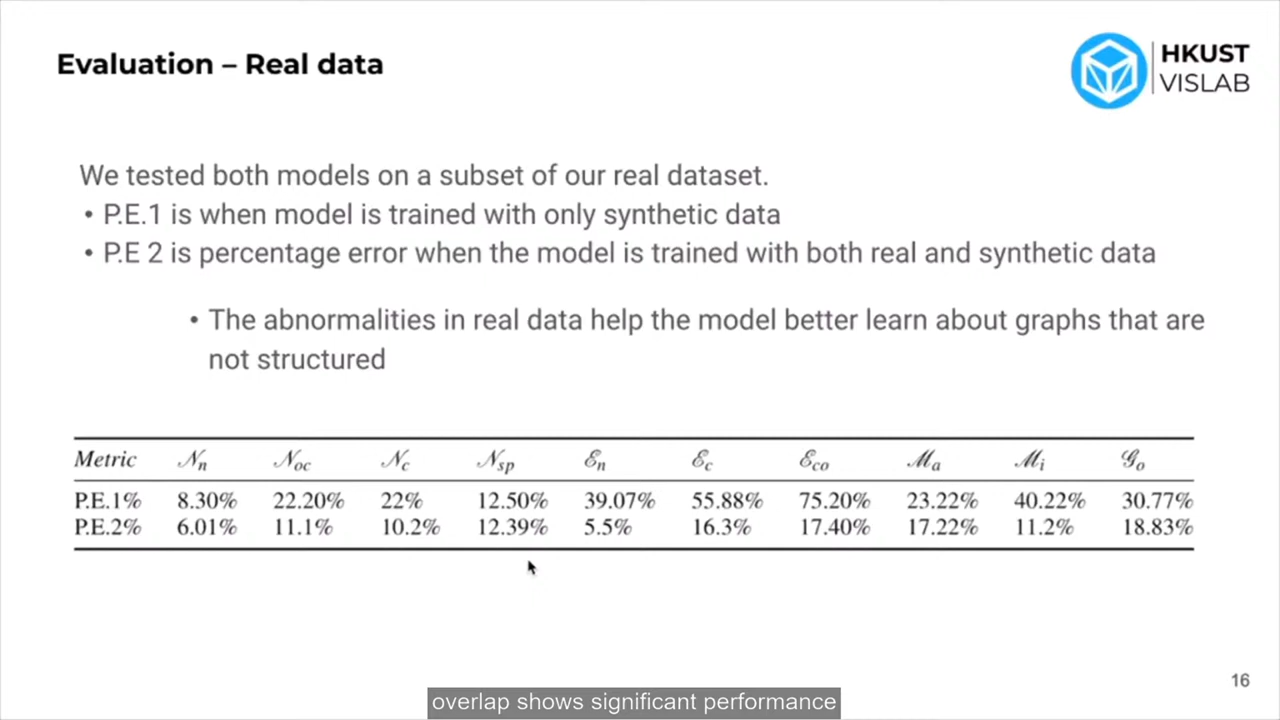 Evaluation – Real data
HKUST
VISLAB
We tested both models on a subset of our real dataset.
• P.E.1 is when model is trained with only synthetic data
• P.E 2 is percentage error when the model is trained with both real and synthetic data
• The abnormalities in real data help the model better learn about graphs that are
not structured
Metric 𝒩n 𝒩oc 𝒩c 𝒩sp ℰn ℰc ℰco ℳa ℳi 𝒢o
P.E.1% 8.30% 22.20% 22% 12.50% 39.07% 55.88% 75.20% 23.22% 40.22% 30.77%
P.E.2% 6.01% 11.1% 10.2% 12.39% 5.5% 16.3% 17.40% 17.22% 11.2% 18.83%
16
overlap shows significant performance